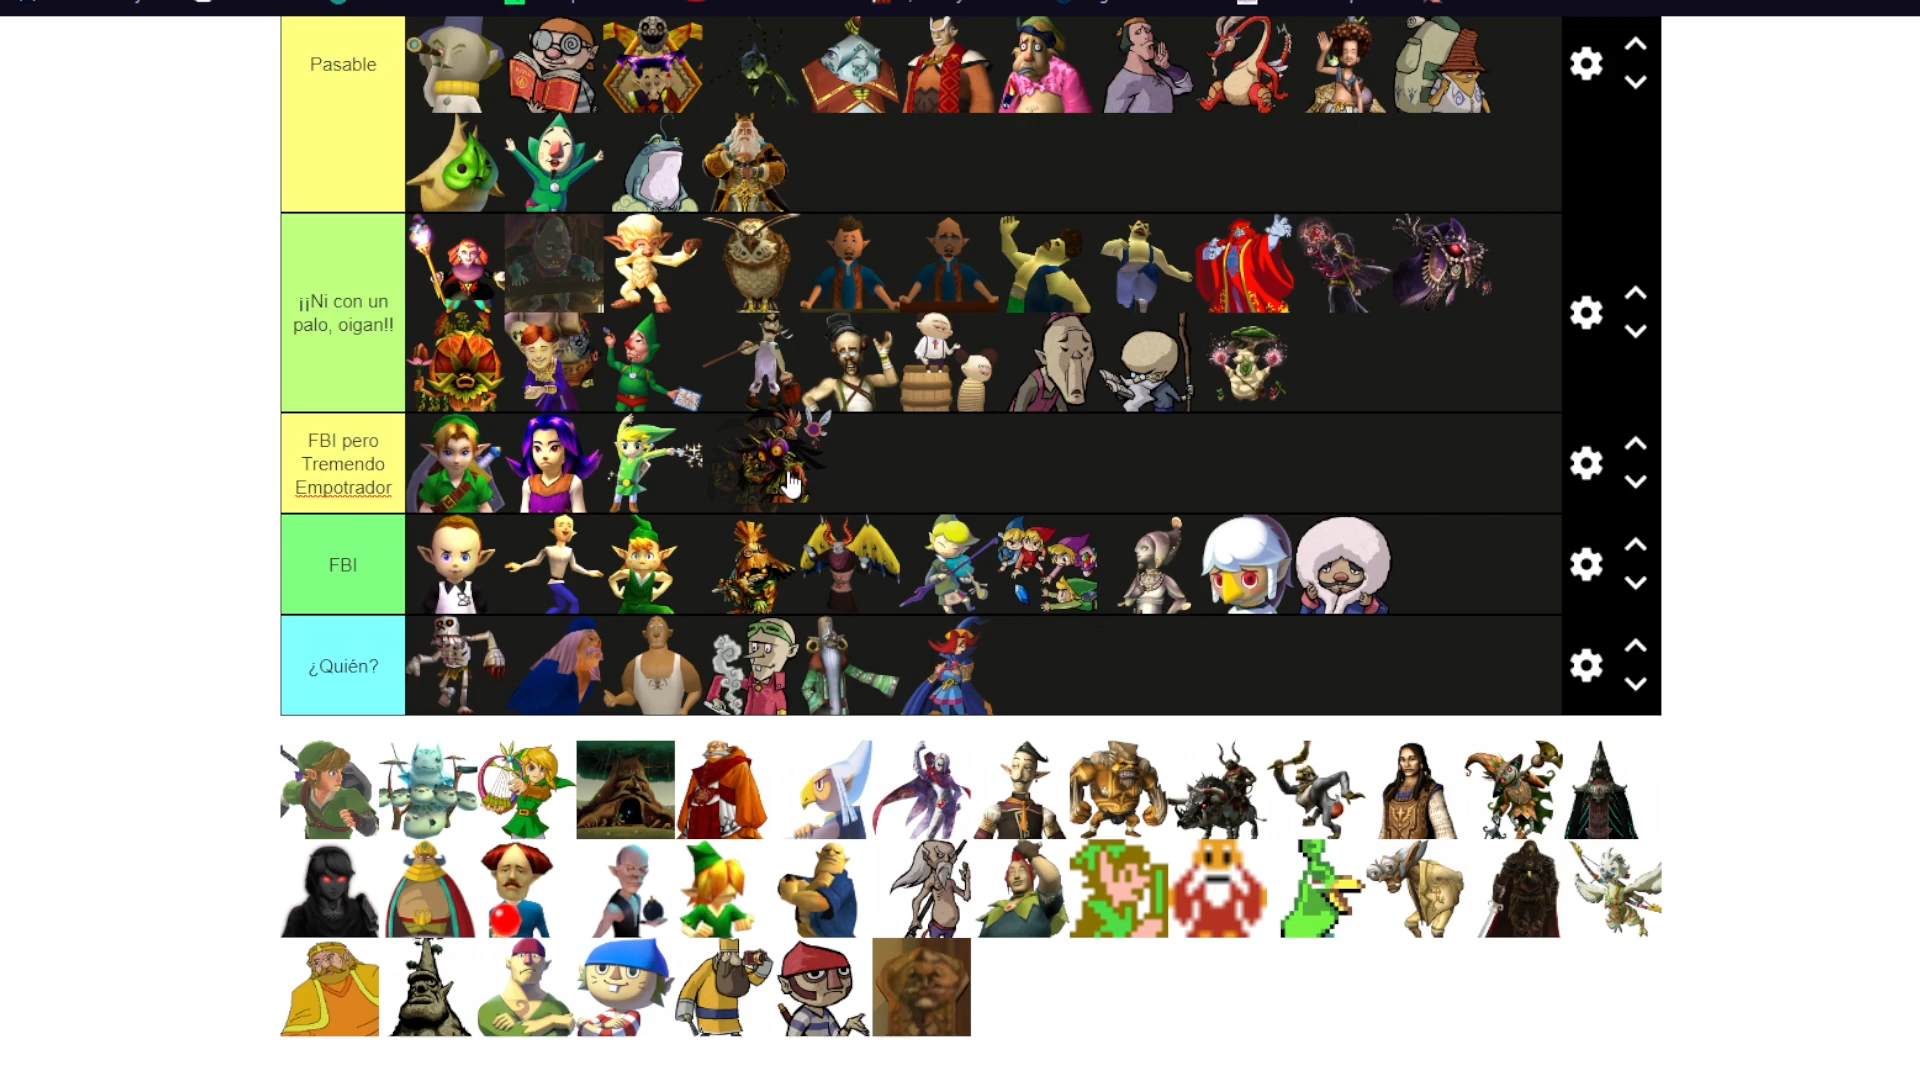 Pasable
¡¡Ni con un
palo, oigan!!
FBI pero
Tremendo
Empotrador
FBI
¿Quién?